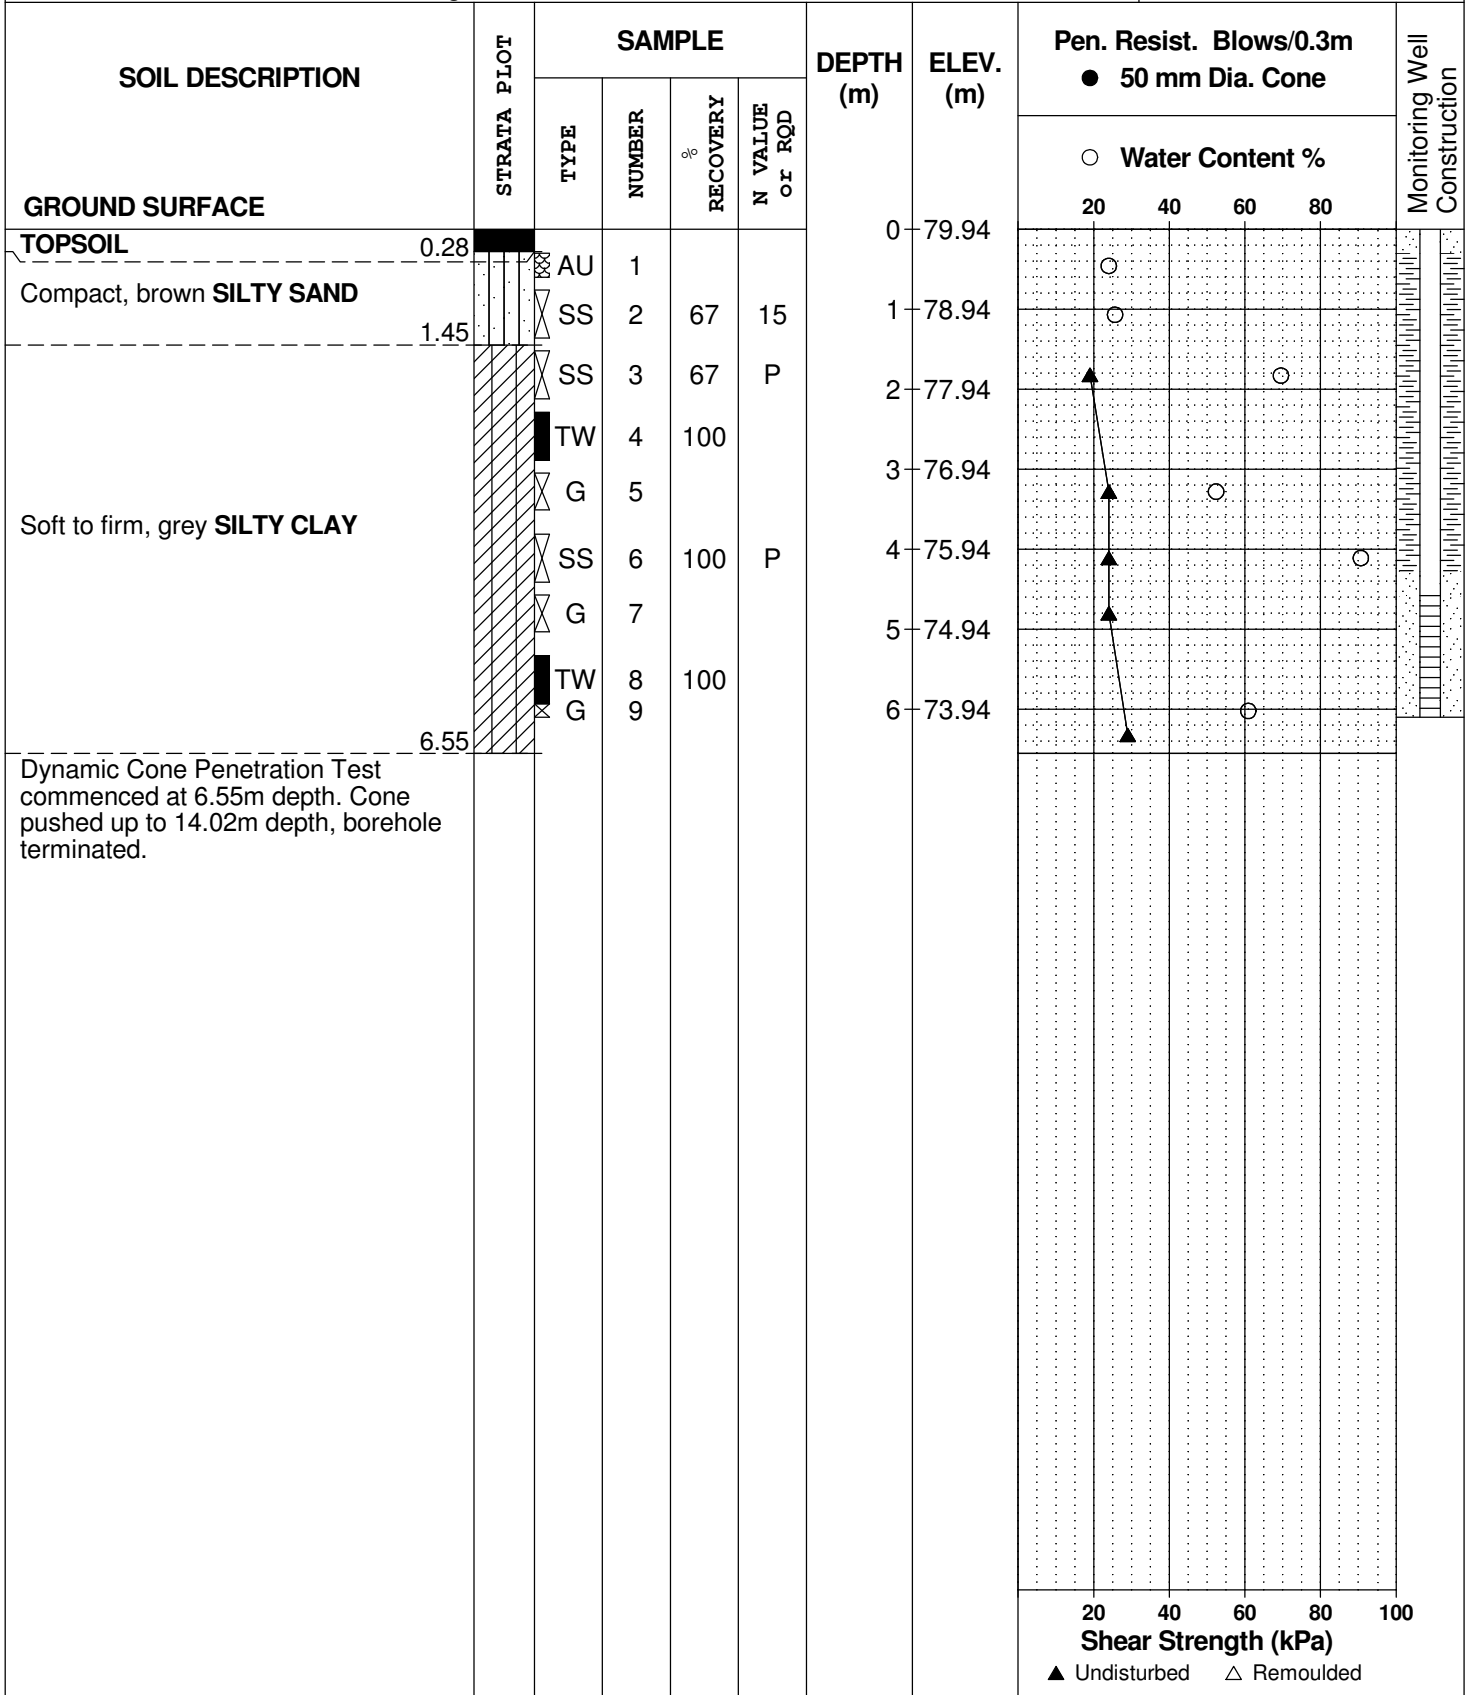 SOIL DESCRIPTION
GROUND SURFACE
STRATA PLOT
SAMPLE
TYPE
NUMBER
% RECOVERY
N VALUE or RQD
DEPTH (m)
ELEV. (m)
Pen. Resist. Blows/0.3m
● 50 mm Dia. Cone
○ Water Content %
20 40 60 80
Monitoring Well Construction
0 79.94
TOPSOIL 0.28
AU 1
Compact, brown SILTY SAND
SS 2 67 15
1 78.94
1.45
SS 3 67 P
2 77.94
TW 4 100
3 76.94
G 5
Soft to firm, grey SILTY CLAY
4 75.94
SS 6 100 P
G 7
5 74.94
TW 8 100
G 9
6 73.94
6.55
Dynamic Cone Penetration Test
commenced at 6.55m depth. Cone
pushed up to 14.02m depth, borehole
terminated.
20 40 60 80 100
Shear Strength (kPa)
▲ Undisturbed △ Remoulded